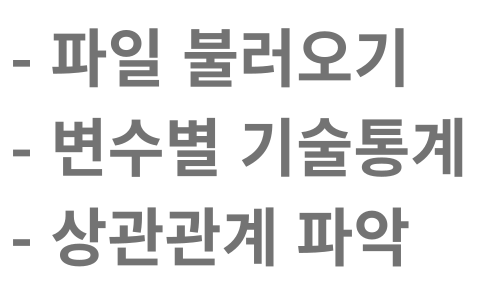 - 파일 불러오기
- 변수별 기술통계
- 상관관계 파악